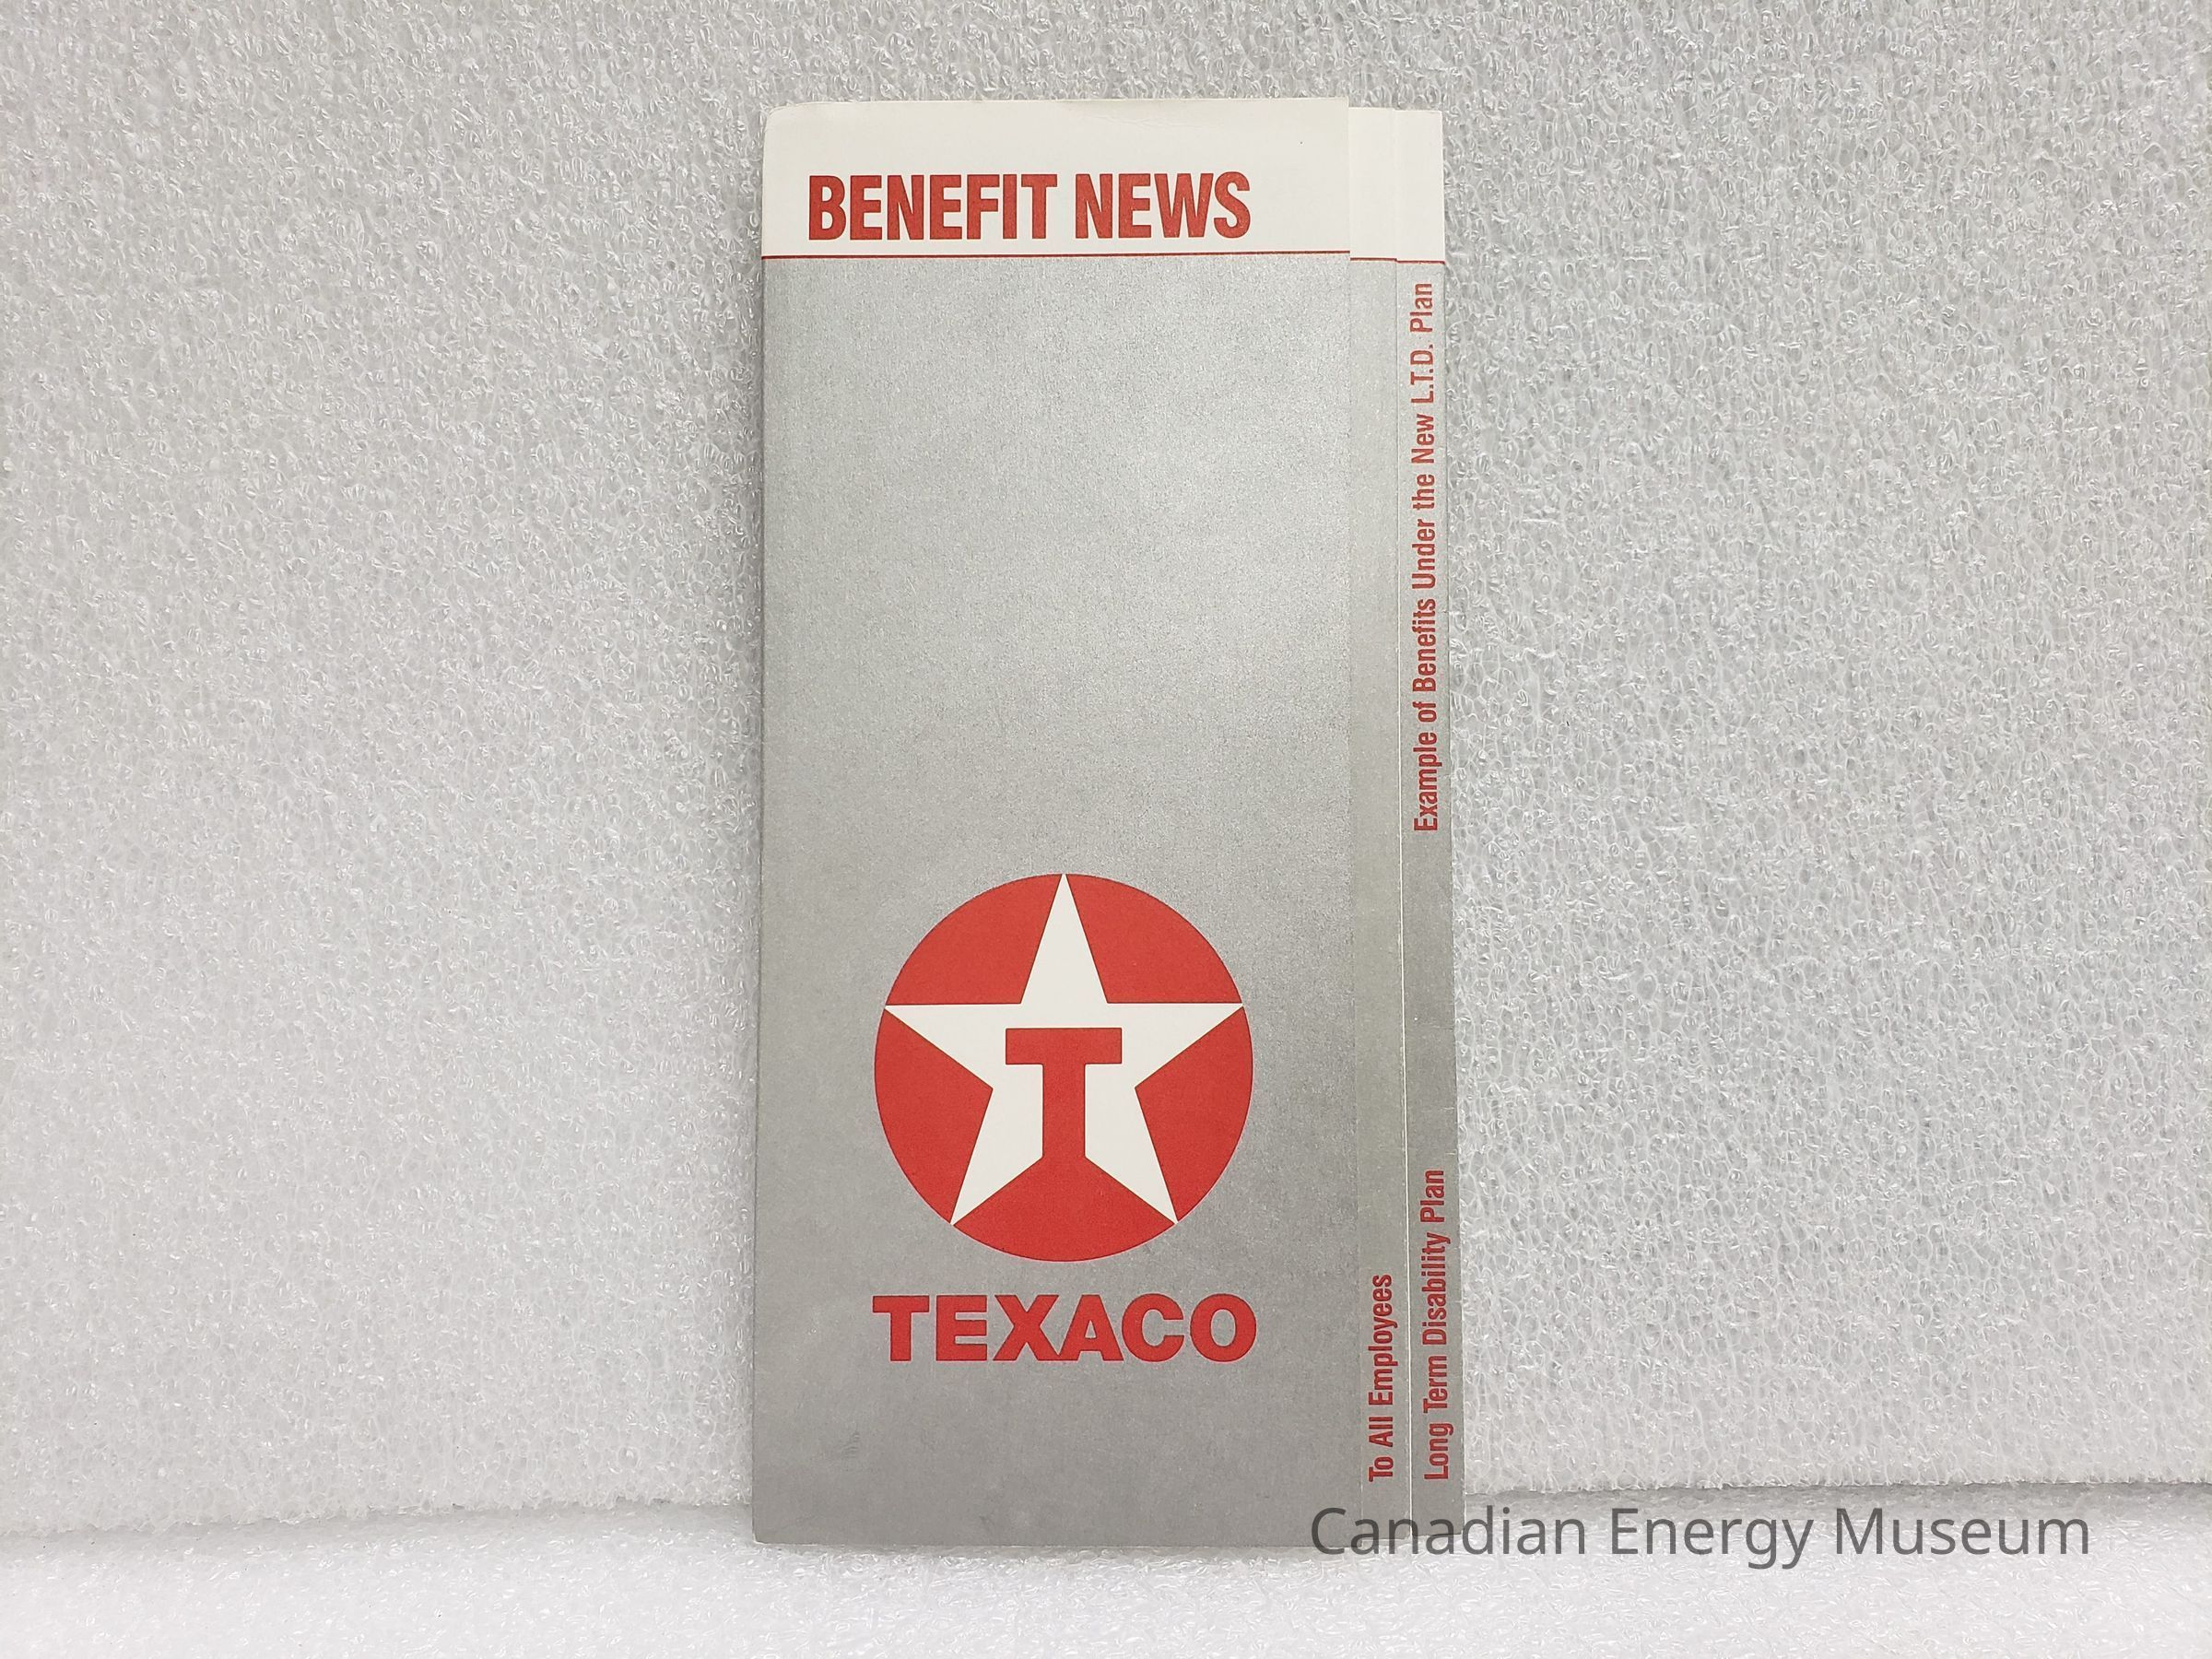 BENEFIT NEWS
T
TEXACO
To All Employees
Long Term Disability Plan
Example of Benefits Under the New L.T.D. Plan
Canadian Energy Museum